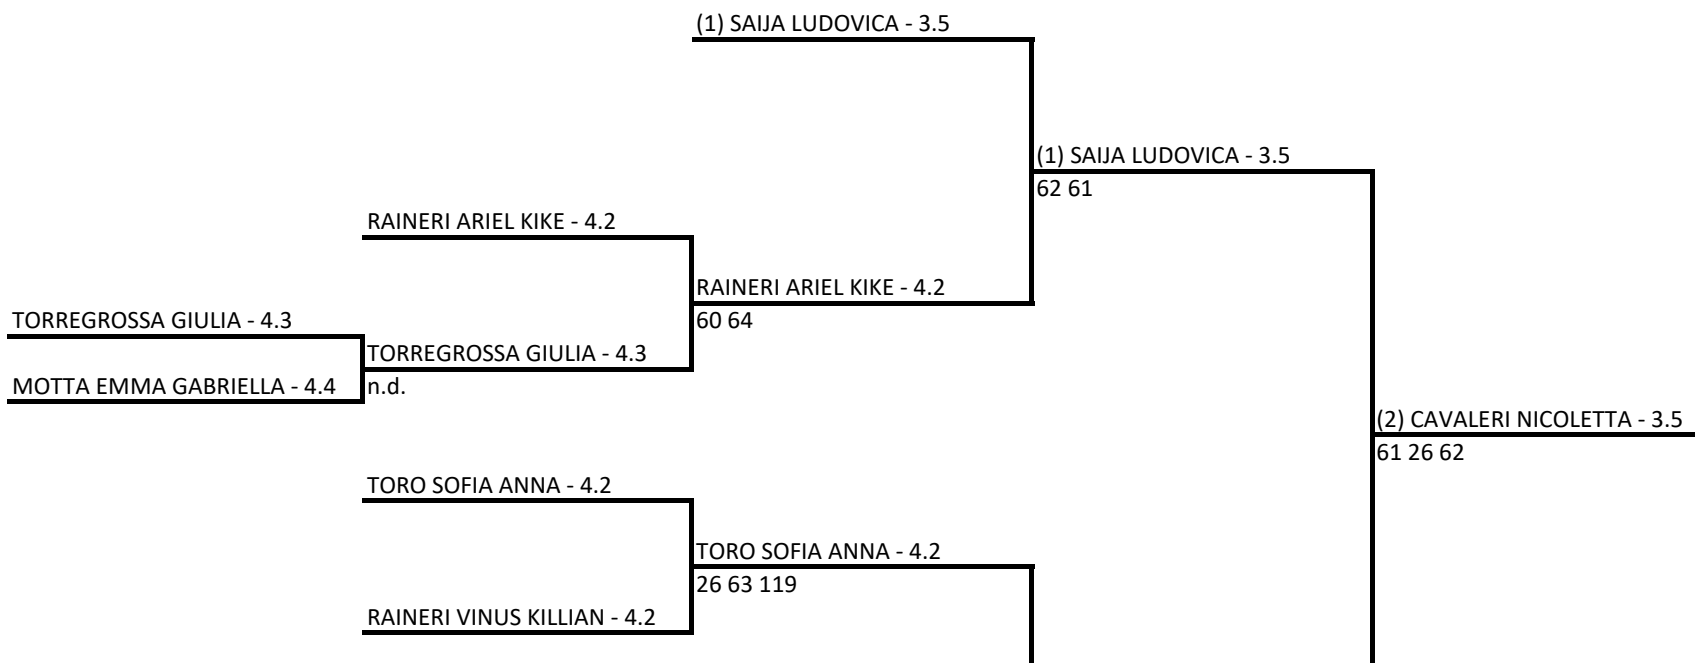 (1) SAIJA LUDOVICA - 3.5
(1) SAIJA LUDOVICA - 3.5
62 61
RAINERI ARIEL KIKE - 4.2
RAINERI ARIEL KIKE - 4.2
60 64
TORREGROSSA GIULIA - 4.3
TORREGROSSA GIULIA - 4.3
MOTTA EMMA GABRIELLA - 4.4
n.d.
(2) CAVALERI NICOLETTA - 3.5
61 26 62
TORO SOFIA ANNA - 4.2
TORO SOFIA ANNA - 4.2
26 63 119
RAINERI VINUS KILLIAN - 4.2